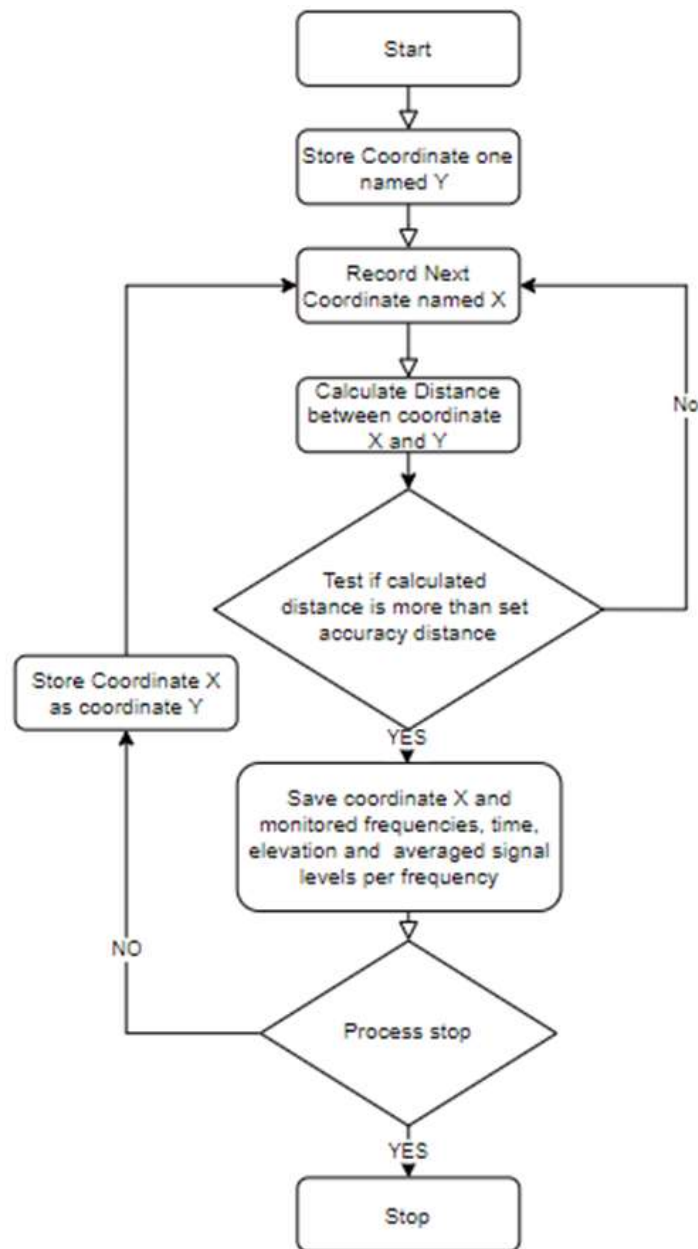 Start
Store Coordinate one
named Y
Record Next
Coordinate named X
Calculate Distance
between coordinate
X and Y
No
Test if calculated
distance is more than set
accuracy distance
Store Coordinate X
as coordinate Y
YES
Save coordinate X and
monitored frequencies, time,
elevation and averaged signal
levels per frequency
NO
Process stop
YES
Stop